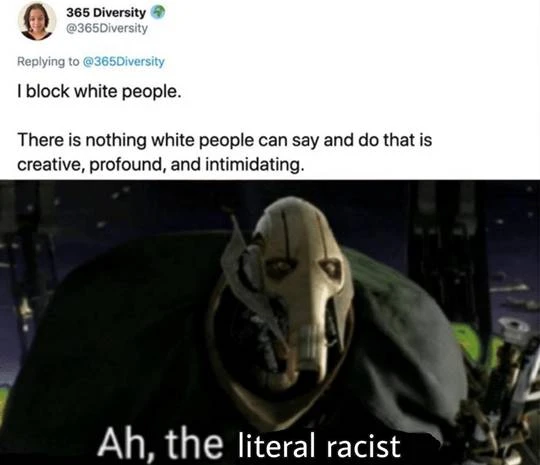 365 Diversity
@365Diversity
Replying to @365Diversity
I block white people.
There is nothing white people can say and do that is
creative, profound, and intimidating.
Ah, the literal racist